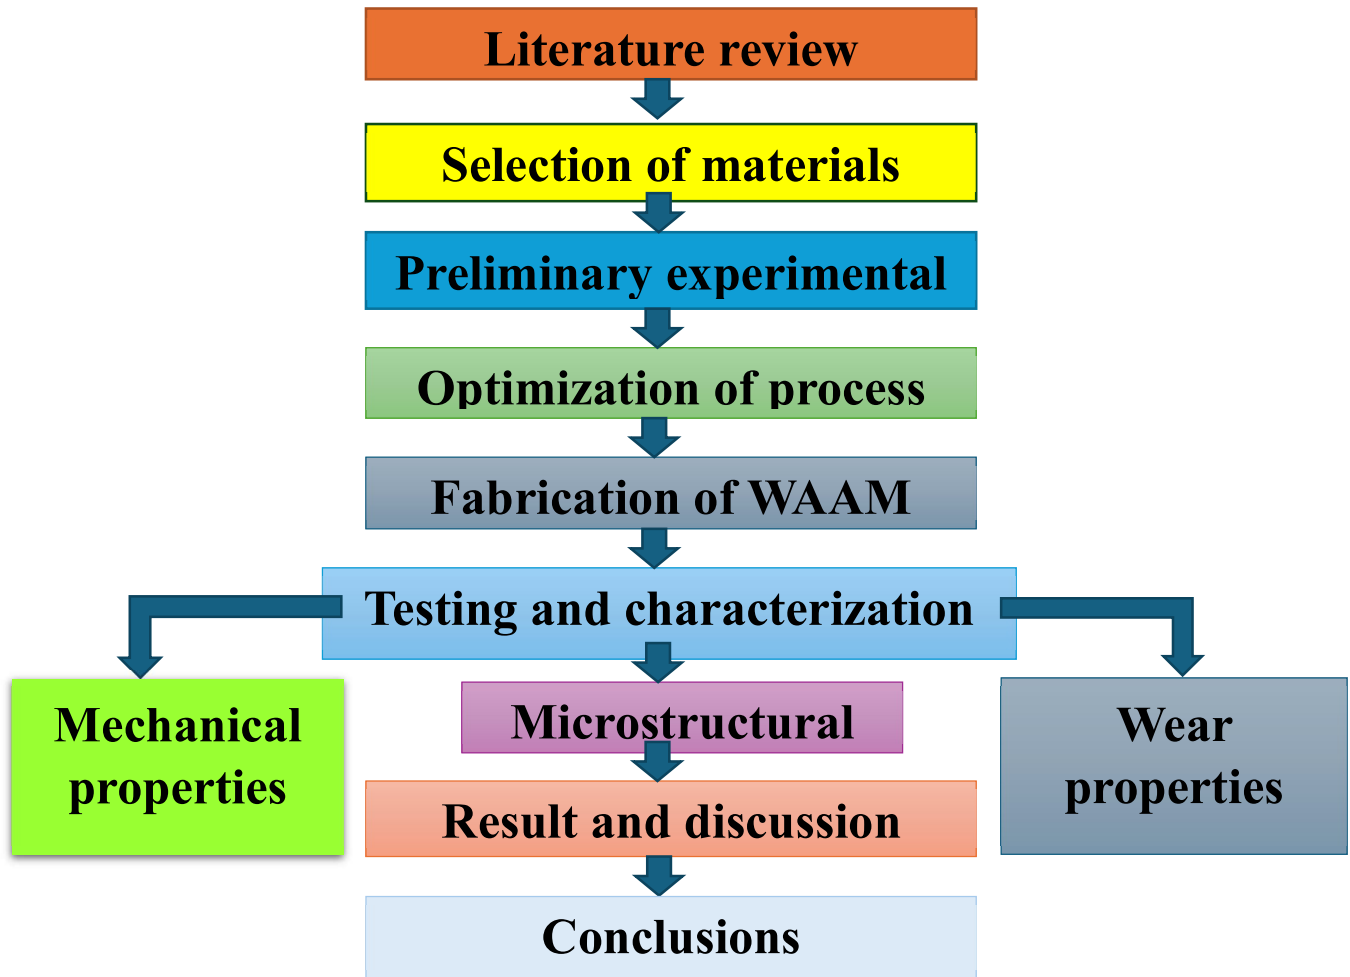 Literature review
Selection of materials
Preliminary experimental
Optimization of process
Fabrication of WAAM
Testing and characterization
Mechanical
properties
Microstructural
Wear
properties
Result and discussion
Conclusions